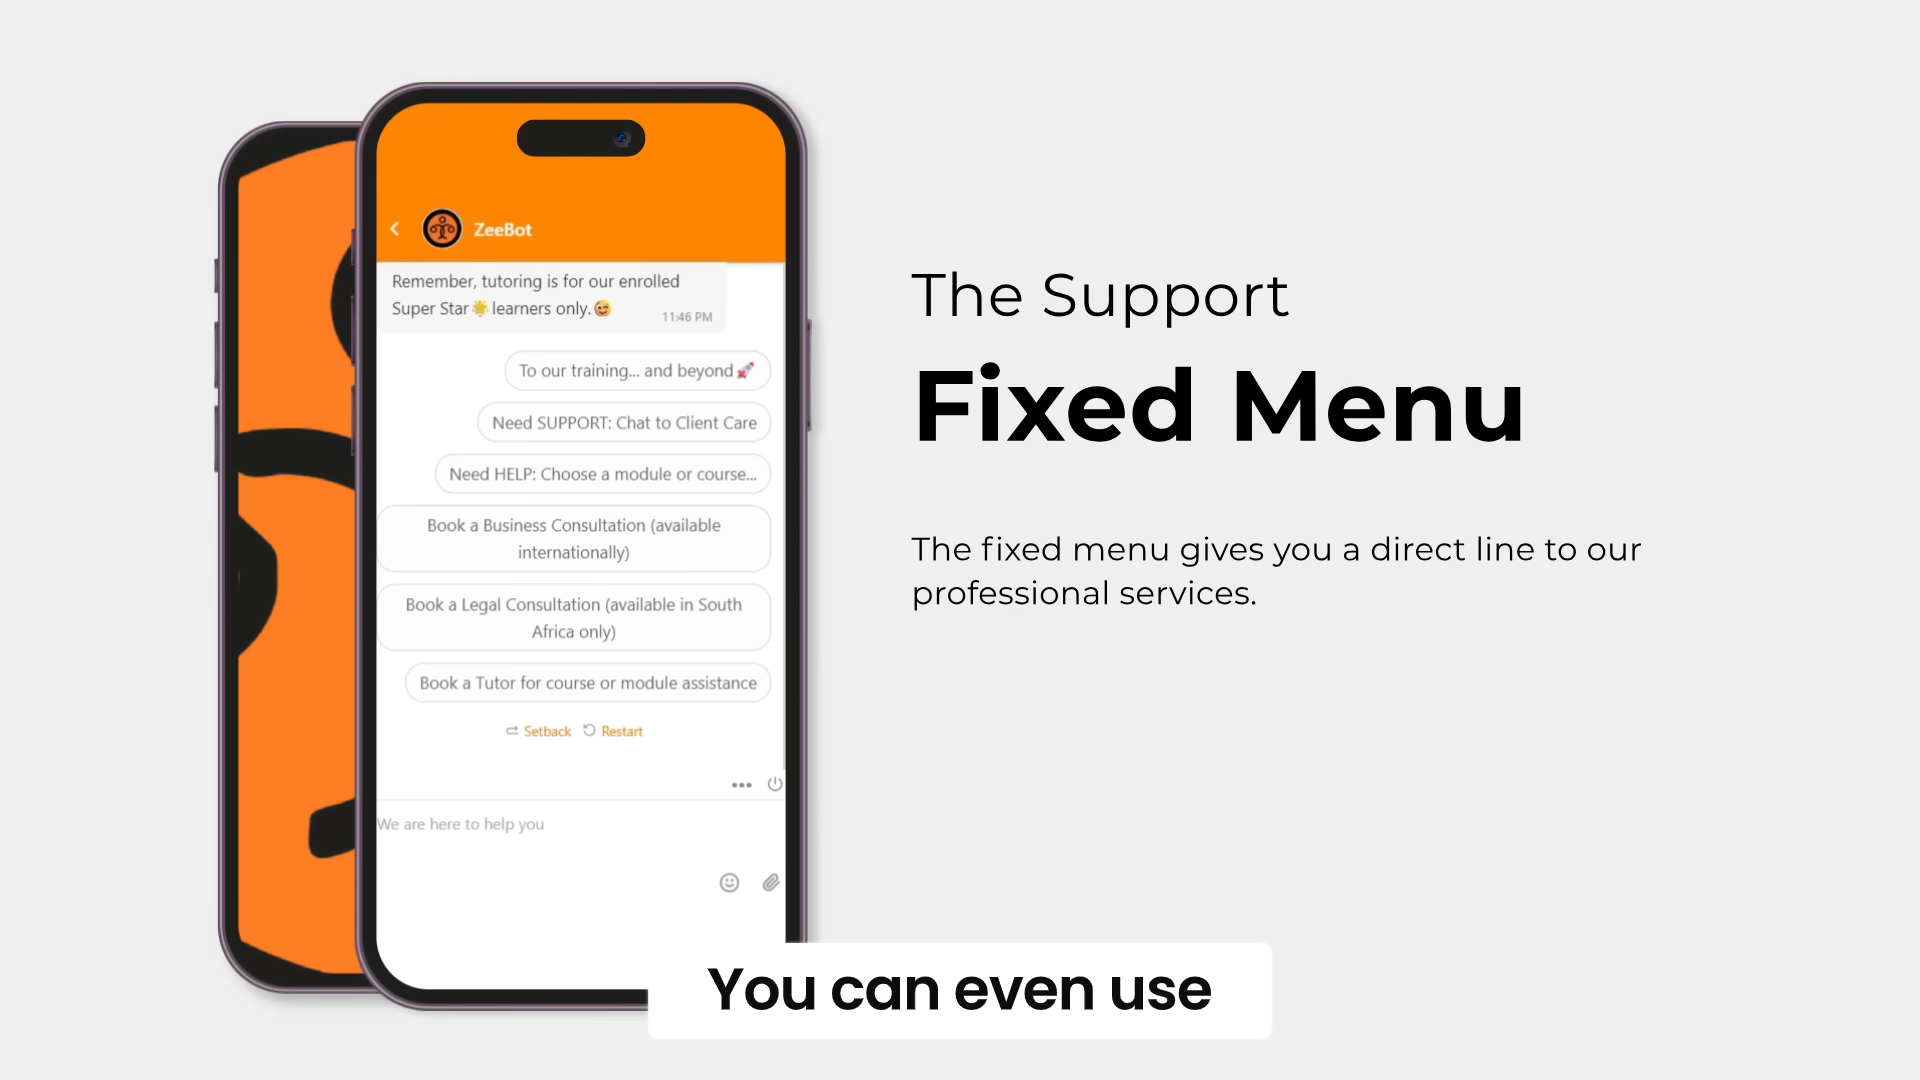 ZeeBot
Remember, tutoring is for our enrolled
Super Star🌟learners only.😉
11:46 PM
To our training... and beyond🚀
Need SUPPORT: Chat to Client Care
Need HELP: Choose a module or course...
Book a Business Consultation (available
internationally)
Book a Legal Consultation (available in South
Africa only)
Book a Tutor for course or module assistance
Setback Restart
We are here to help you
The Support
Fixed Menu
The fixed menu gives you a direct line to our
professional services.
You can even use